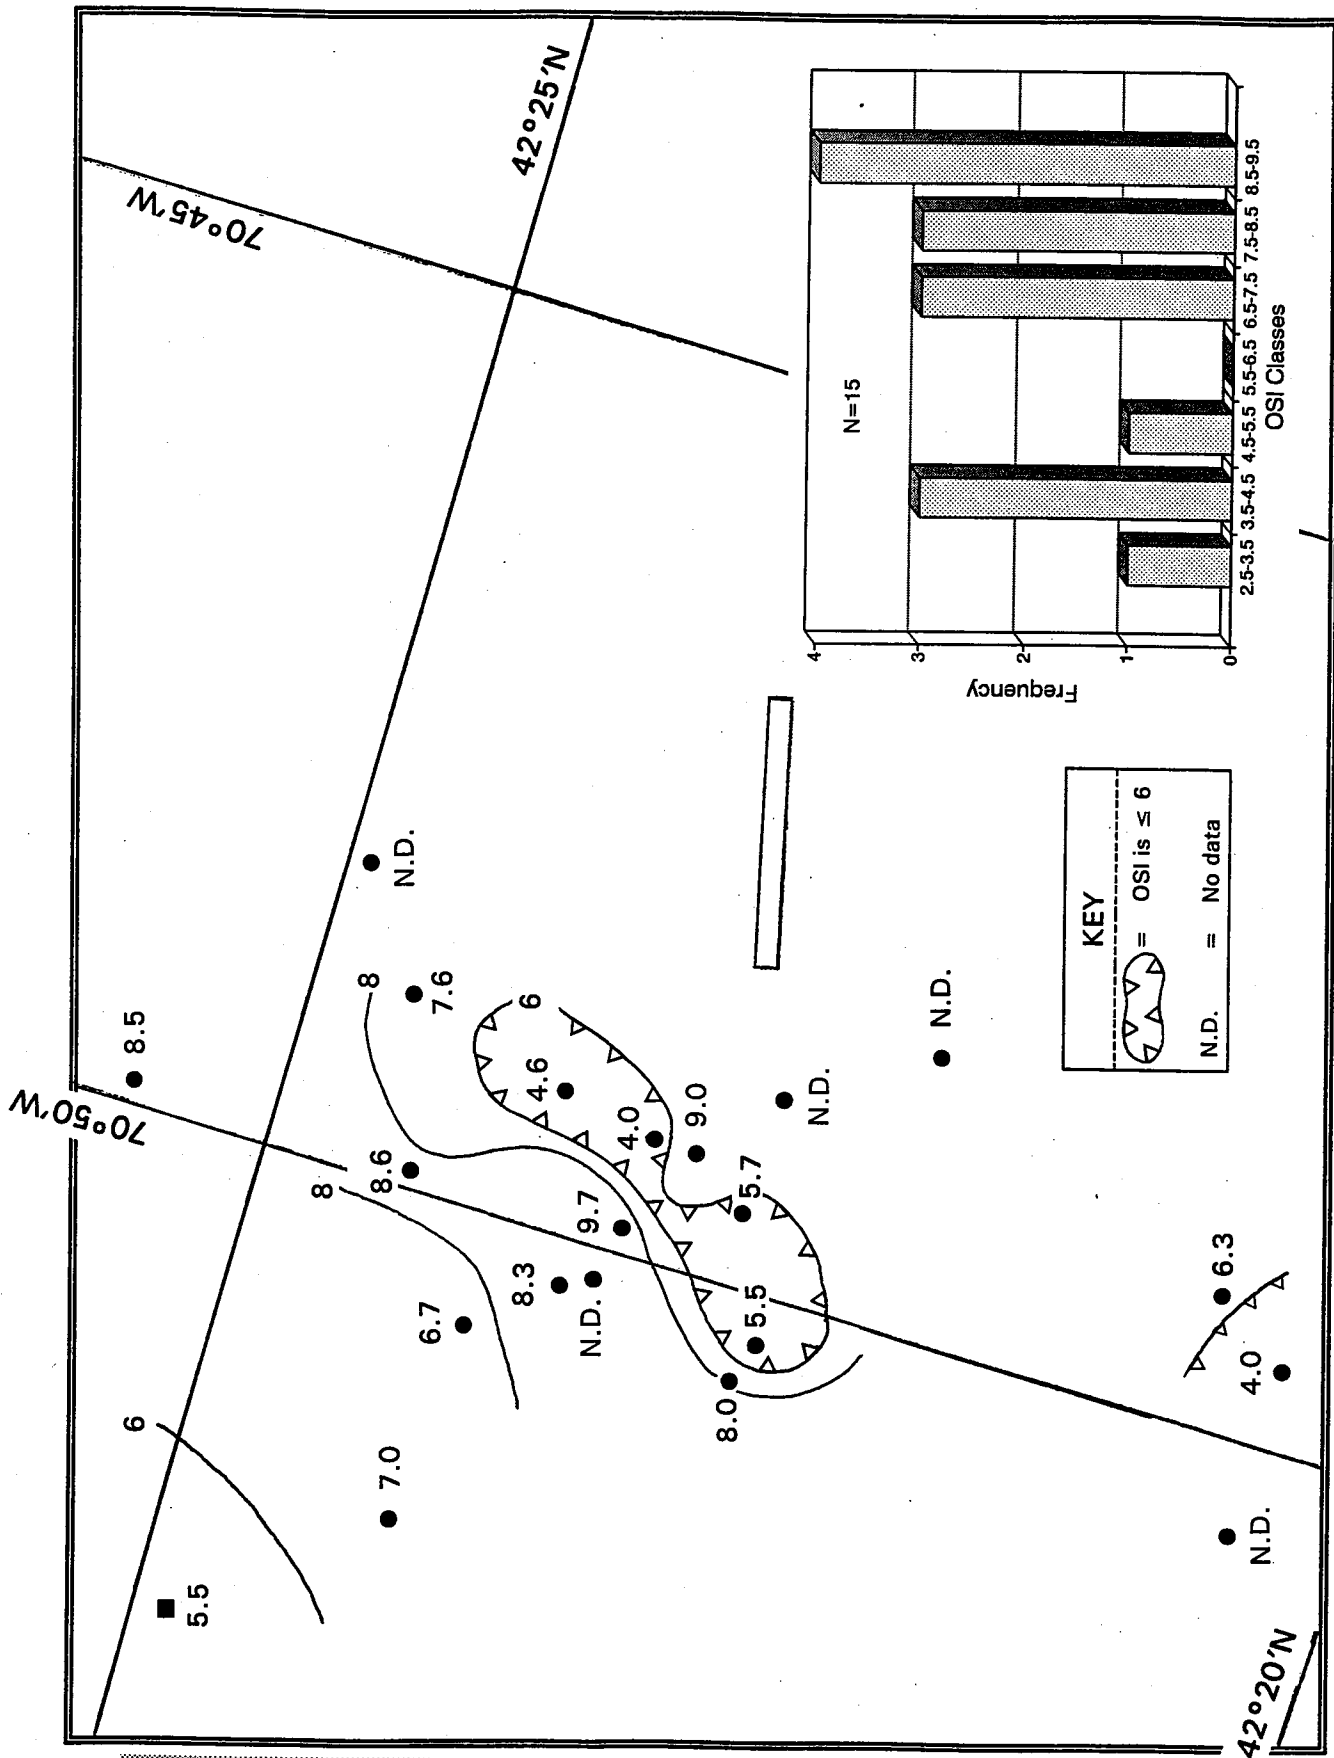 70°50'W
70°45'W
42°25'N
8.5
N.D.
8
7.6
6
8
8.6
4.6
6
5.5
7.0
6.7
8.3
N.D.
9.7
4.0
9.0
N.D.
N.D.
8.0
5.5
5.7
6.3
4.0
N.D.
42°20'N
KEY
= OSI is ≤ 6
N.D. = No data
N=15
Frequency
4
3
2
1
0
2.5-3.5 3.5-4.5 4.5-5.5 5.5-6.5 6.5-7.5 7.5-8.5 8.5-9.5
OSI Classes